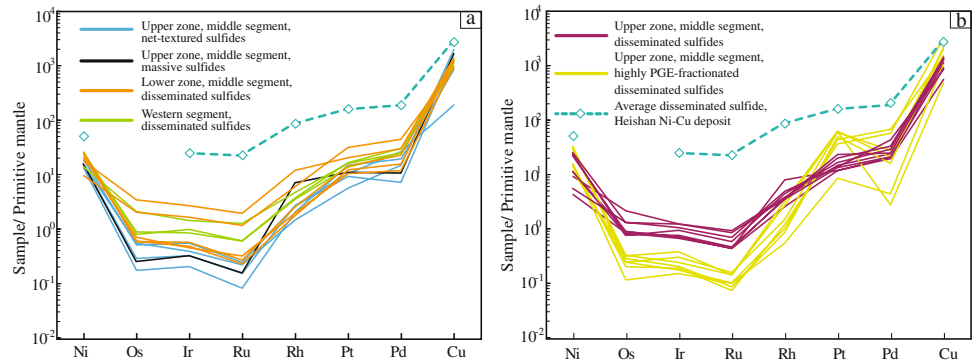 a
Sample/ Primitive mantle
10^4
10^3
10^2
10^1
10^0
10^-1
10^-2
Upper zone, middle segment,
net-textured sulfides
Upper zone, middle segment,
massive sulfides
Lower zone, middle segment,
disseminated sulfides
Western segment,
disseminated sulfides
Ni Os Ir Ru Rh Pt Pd Cu
b
Sample/ Primitive mantle
10^4
10^3
10^2
10^1
10^0
10^-1
10^-2
Upper zone, middle segment,
disseminated sulfides
Upper zone, middle segment,
highly PGE-fractionated
disseminated sulfides
Average disseminated sulfide,
Heishan Ni-Cu deposit
Ni Os Ir Ru Rh Pt Pd Cu